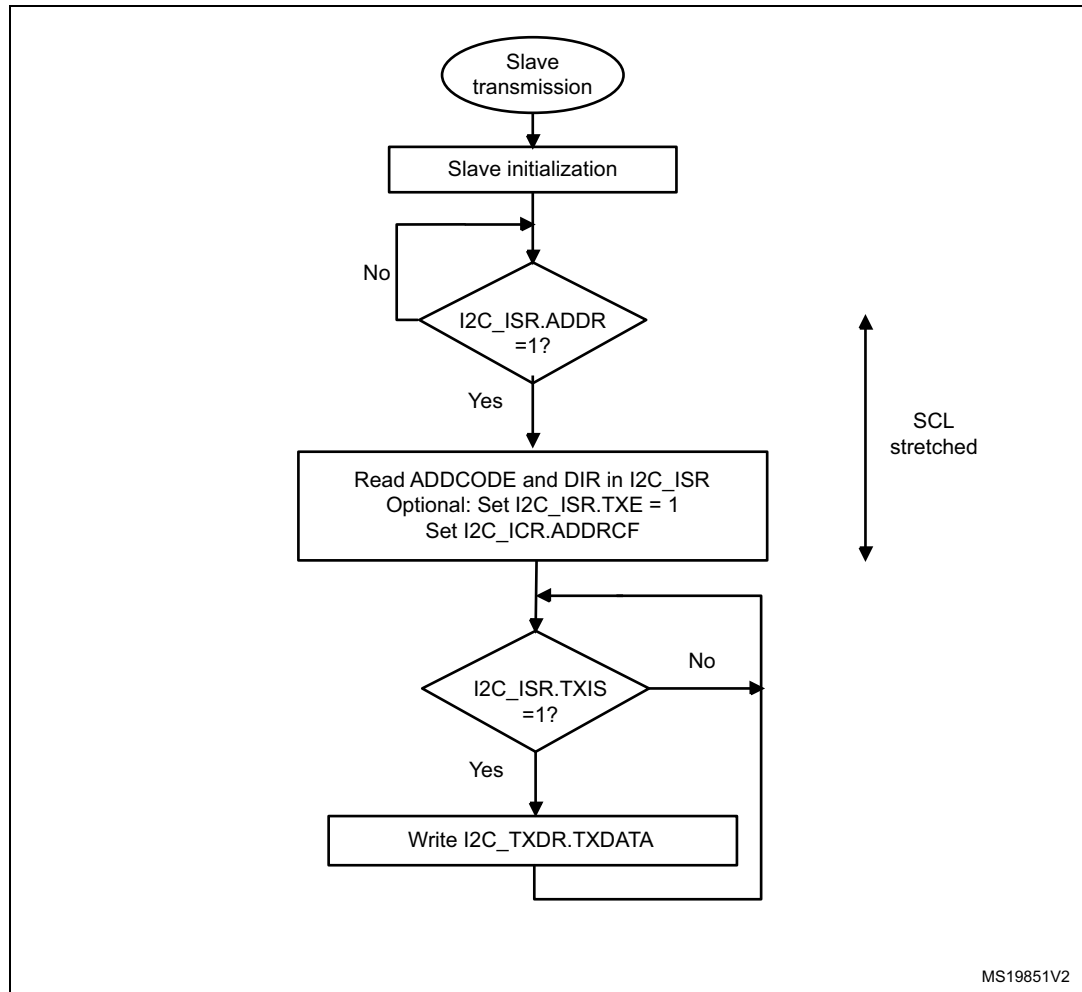 Slave
transmission
Slave initialization
No
I2C_ISR.ADDR
=1?
Yes
SCL
stretched
Read ADDCODE and DIR in I2C_ISR
Optional: Set I2C_ISR.TXE = 1
Set I2C_ICR.ADDRCF
No
I2C_ISR.TXIS
=1?
Yes
Write I2C_TXDR.TXDATA
MS19851V2